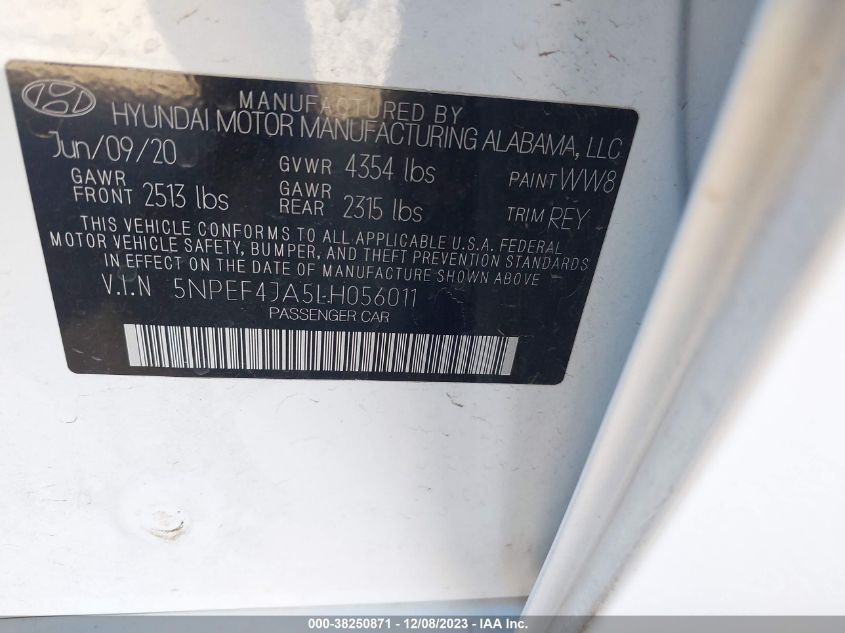 MANUFACTURED BY
HYUNDAI MOTOR MANUFACTURING ALABAMA, LLC
Jun/09/20 GVWR 4354 lbs PAINT WW8
GAWR FRONT 2513 lbs GAWR REAR 2315 lbs TRIM REY
THIS VEHICLE CONFORMS TO ALL APPLICABLE U.S.A. FEDERAL
MOTOR VEHICLE SAFETY, BUMPER, AND THEFT PREVENTION STANDARDS
IN EFFECT ON THE DATE OF MANUFACTURE SHOWN ABOVE
V.I.N 5NPEF4JA5LH056011
PASSENGER CAR
000-38250871 - 12/08/2023 - IAA Inc.